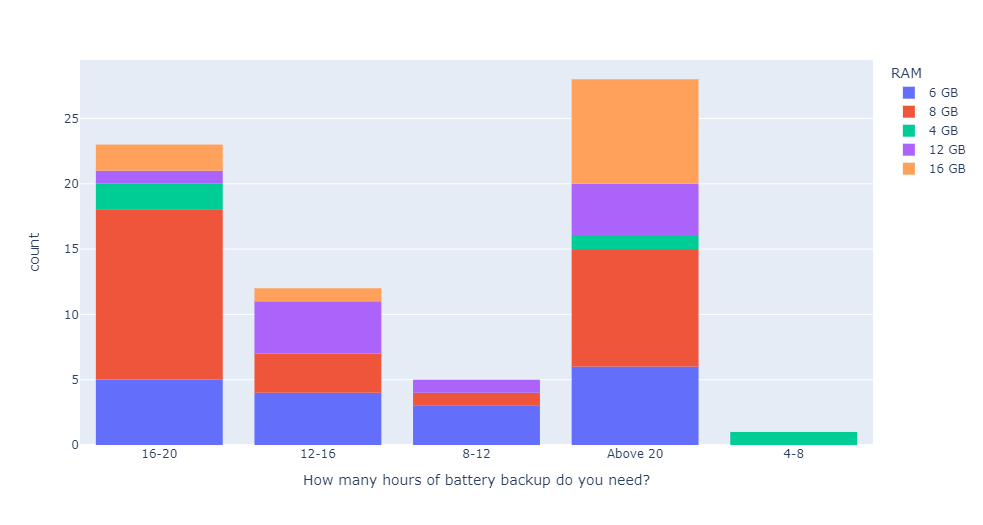 RAM
6 GB
8 GB
4 GB
12 GB
16 GB
count
25
20
15
10
5
0
16-20
12-16
8-12
Above 20
4-8
How many hours of battery backup do you need?